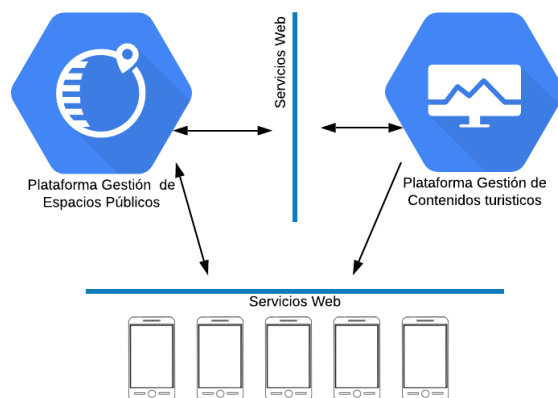 Servicios Web
Plataforma Gestión de
Espacios Públicos
Plataforma Gestión de
Contenidos turisticos
Servicios Web